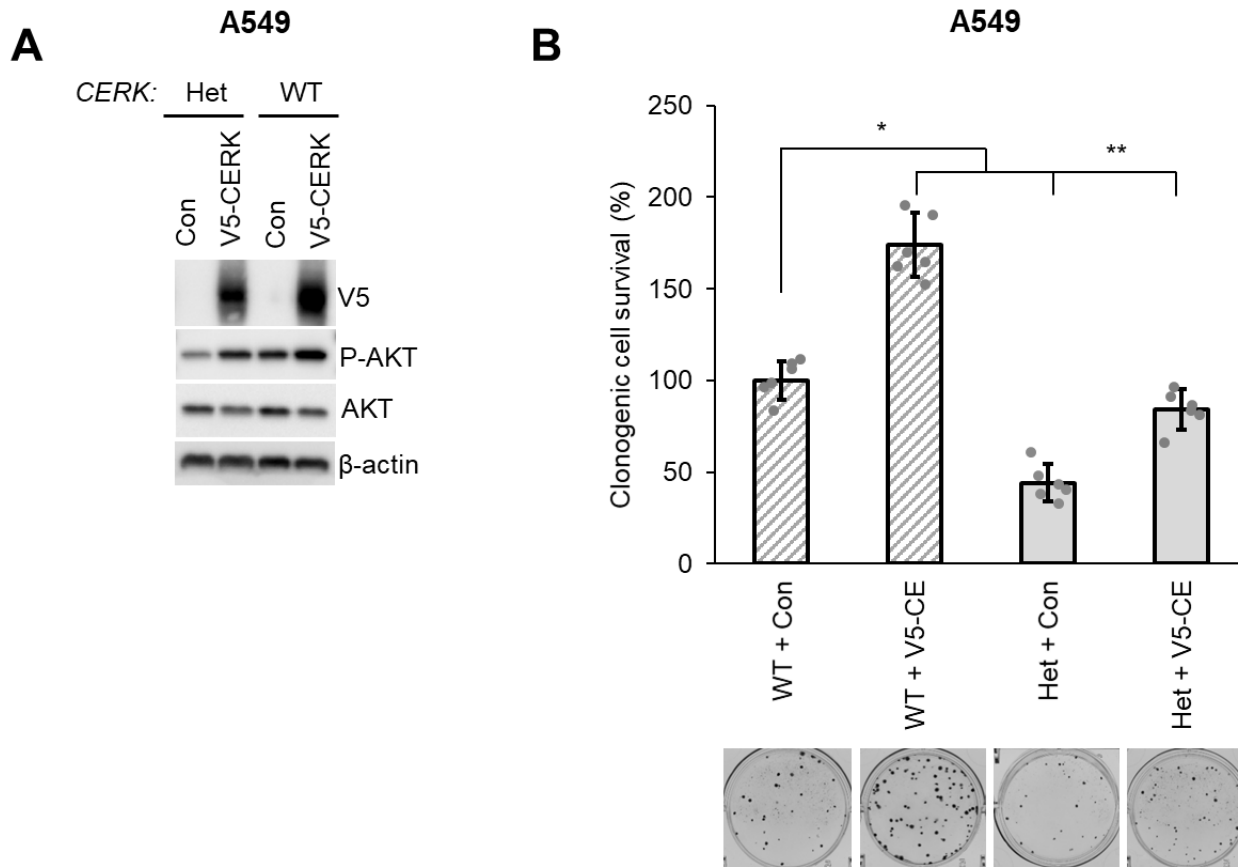 A549
A
CERK: Het WT
Con
V5-CERK
Con
V5-CERK
V5
P-AKT
AKT
β-actin
A549
B
Clonogenic cell survival (%)
250
200
150
100
50
0
*
**
WT + Con
WT + V5-CE
Het + Con
Het + V5-CE